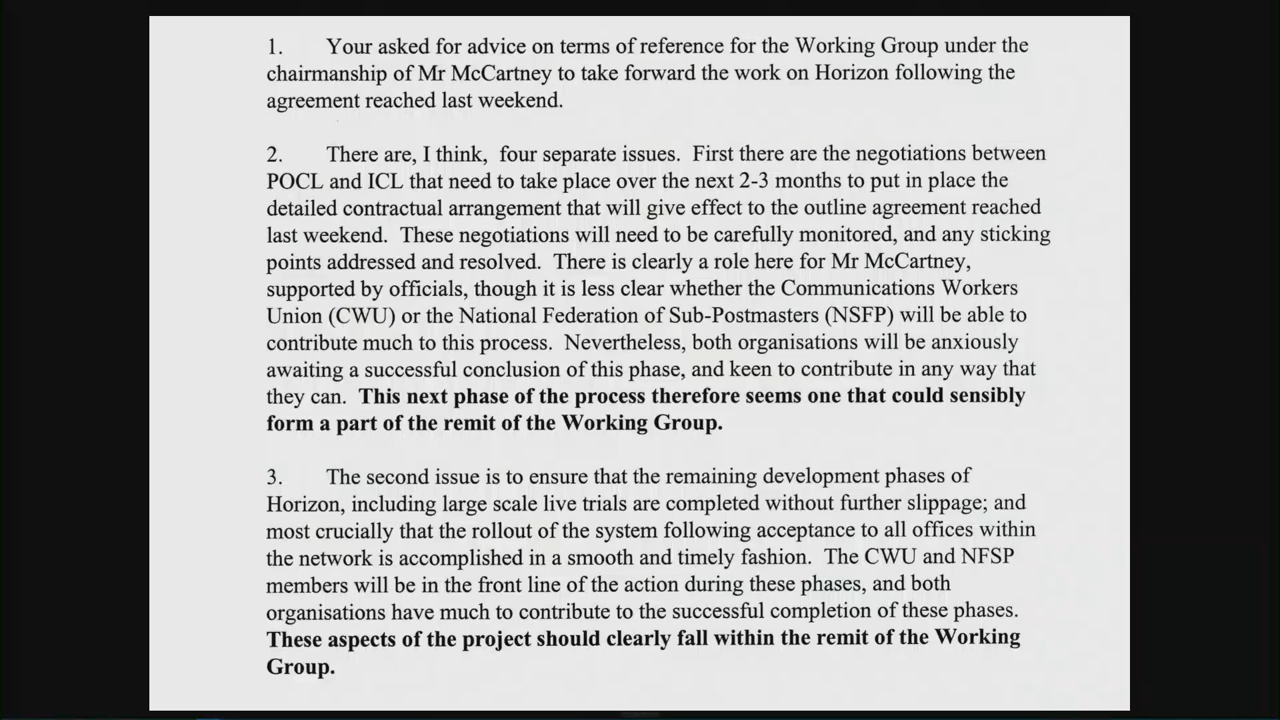 1. Your asked for advice on terms of reference for the Working Group under the
chairmanship of Mr McCartney to take forward the work on Horizon following the
agreement reached last weekend.
2. There are, I think, four separate issues. First there are the negotiations between
POCL and ICL that need to take place over the next 2-3 months to put in place the
detailed contractual arrangement that will give effect to the outline agreement reached
last weekend. These negotiations will need to be carefully monitored, and any sticking
points addressed and resolved. There is clearly a role here for Mr McCartney,
supported by officials, though it is less clear whether the Communications Workers
Union (CWU) or the National Federation of Sub-Postmasters (NSFP) will be able to
contribute much to this process. Nevertheless, both organisations will be anxiously
awaiting a successful conclusion of this phase, and keen to contribute in any way that
they can. This next phase of the process therefore seems one that could sensibly
form a part of the remit of the Working Group.
3. The second issue is to ensure that the remaining development phases of
Horizon, including large scale live trials are completed without further slippage; and
most crucially that the rollout of the system following acceptance to all offices within
the network is accomplished in a smooth and timely fashion. The CWU and NFSP
members will be in the front line of the action during these phases, and both
organisations have much to contribute to the successful completion of these phases.
These aspects of the project should clearly fall within the remit of the Working
Group.